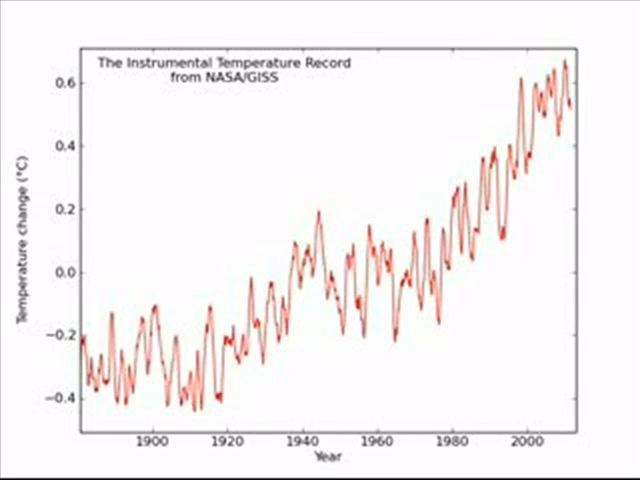 The Instrumental Temperature Record
from NASA/GISS
0.6
0.4
0.2
0.0
−0.2
−0.4
Temperature change (°C)
1900 1920 1940 1960 1980 2000
Year